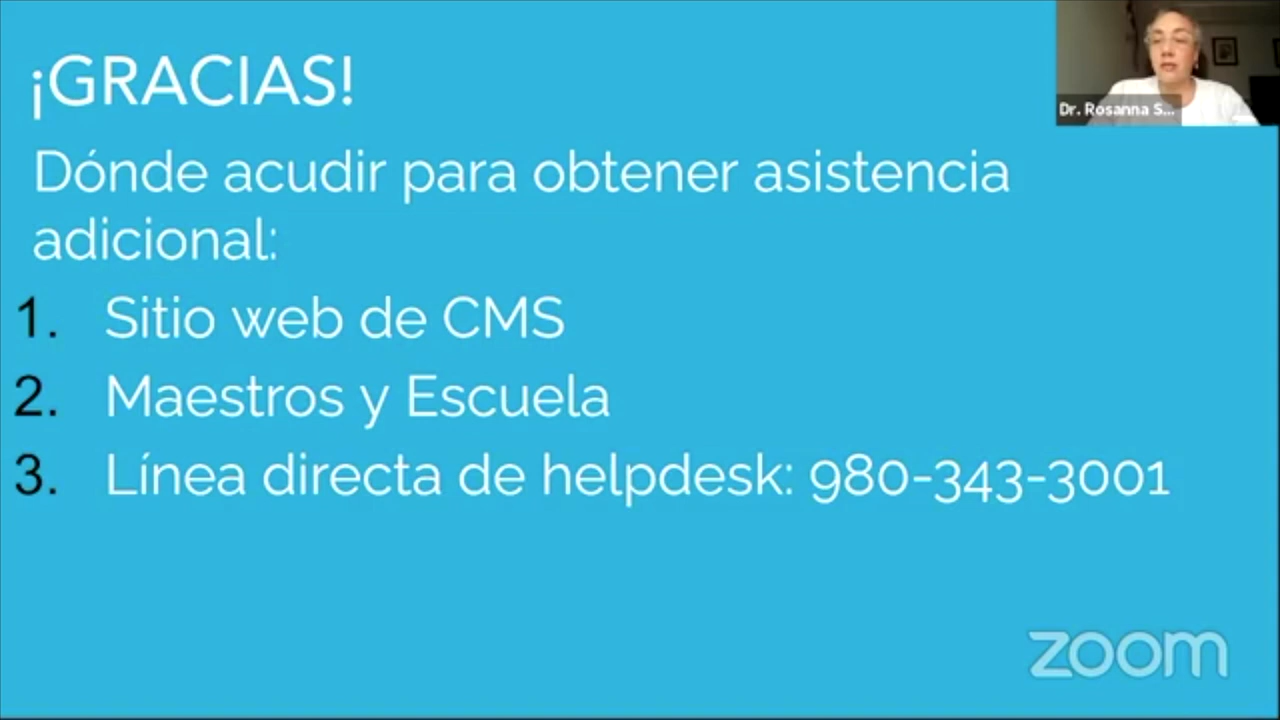 ¡GRACIAS!
Dónde acudir para obtener asistencia
adicional:
1. Sitio web de CMS
2. Maestros y Escuela
3. Línea directa de helpdesk: 980-343-3001
Dr. Rosanna S...
zoom